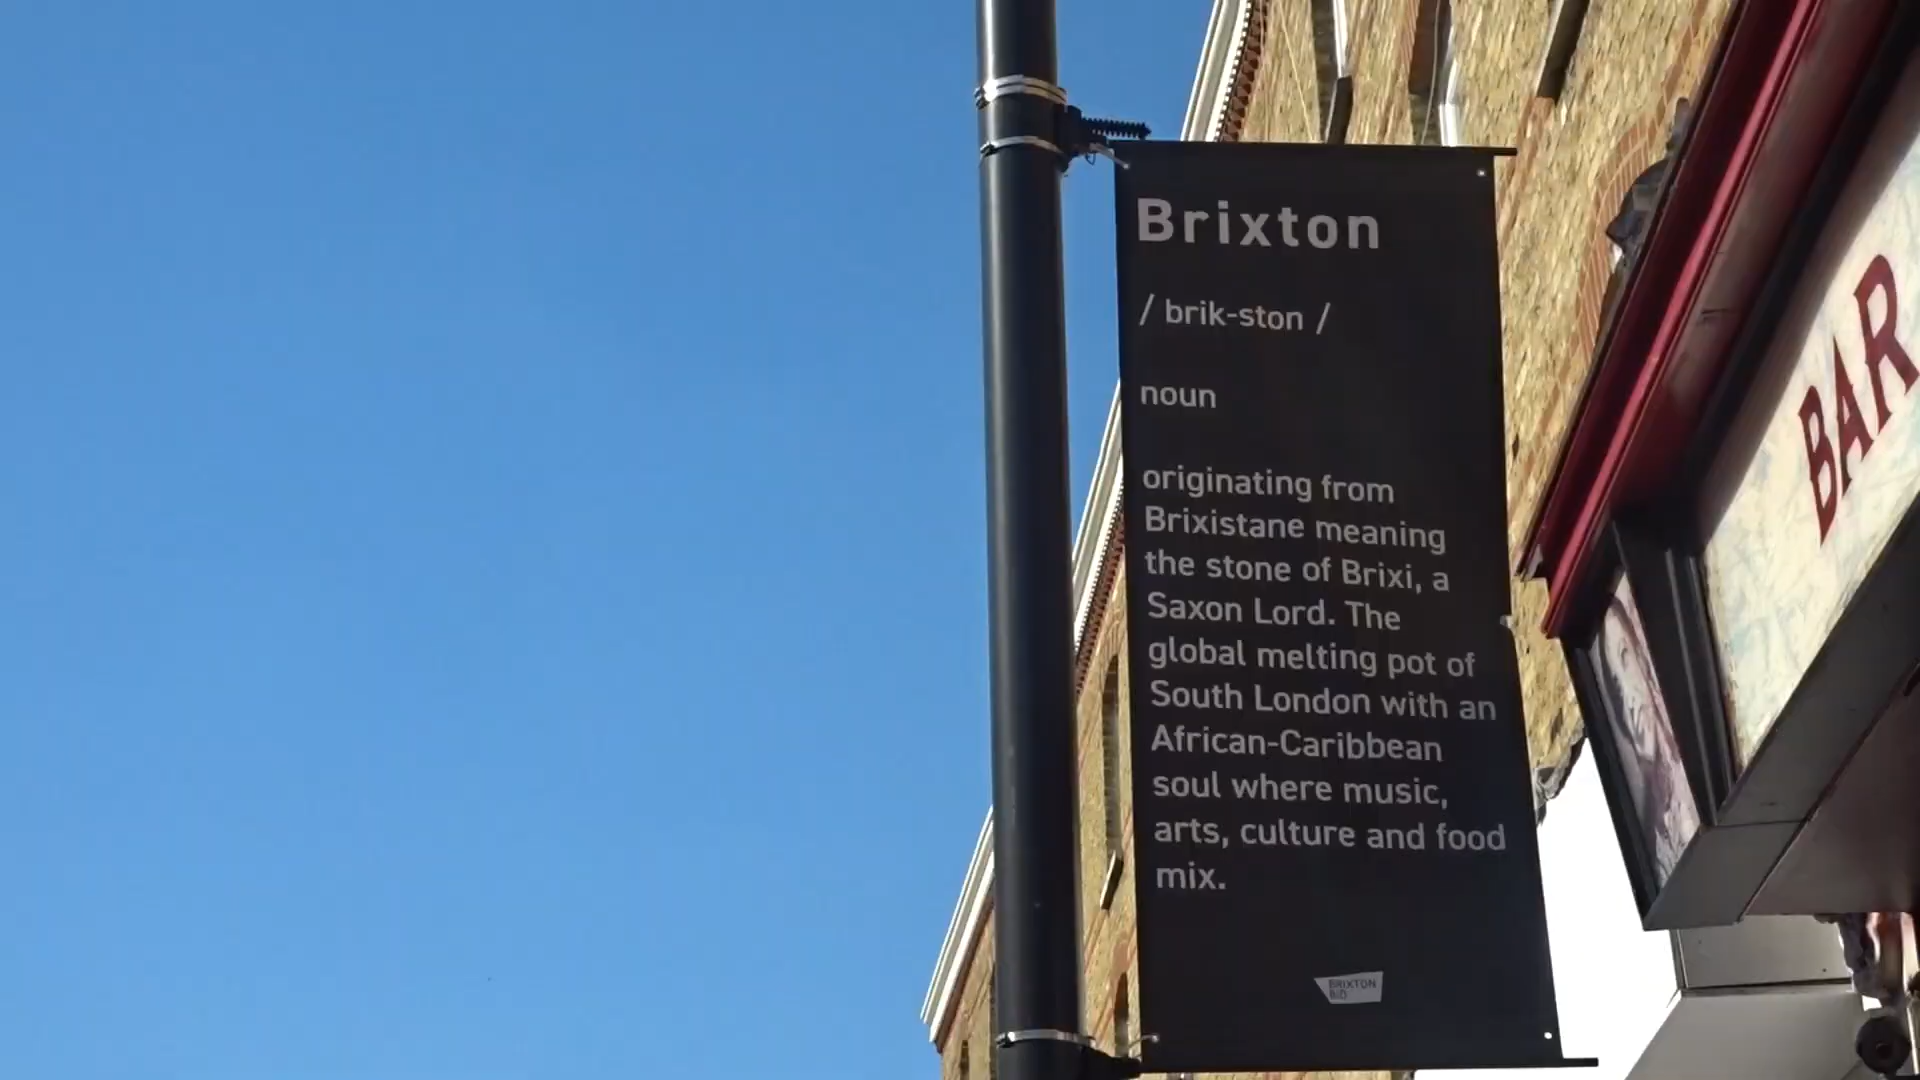 Brixton
/ brik-ston /
noun
originating from
Brixistane meaning
the stone of Brixi, a
Saxon Lord. The
global melting pot of
South London with an
African-Caribbean
soul where music,
arts, culture and food
mix.
BRIXTON
BID
BAR